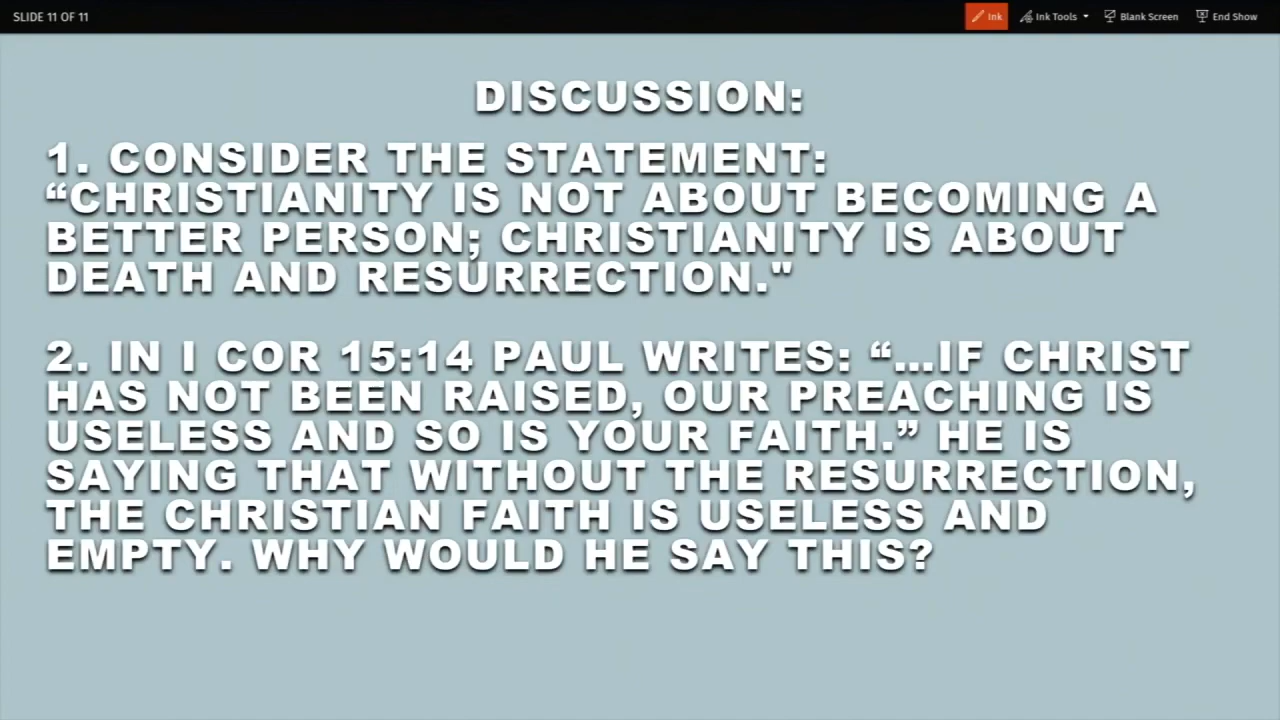 SLIDE 11 OF 11
Ink
Ink Tools
Blank Screen
End Show
DISCUSSION:
1. CONSIDER THE STATEMENT:
“CHRISTIANITY IS NOT ABOUT BECOMING A
BETTER PERSON; CHRISTIANITY IS ABOUT
DEATH AND RESURRECTION."
2. IN I COR 15:14 PAUL WRITES: “...IF CHRIST
HAS NOT BEEN RAISED, OUR PREACHING IS
USELESS AND SO IS YOUR FAITH.” HE IS
SAYING THAT WITHOUT THE RESURRECTION,
THE CHRISTIAN FAITH IS USELESS AND
EMPTY. WHY WOULD HE SAY THIS?